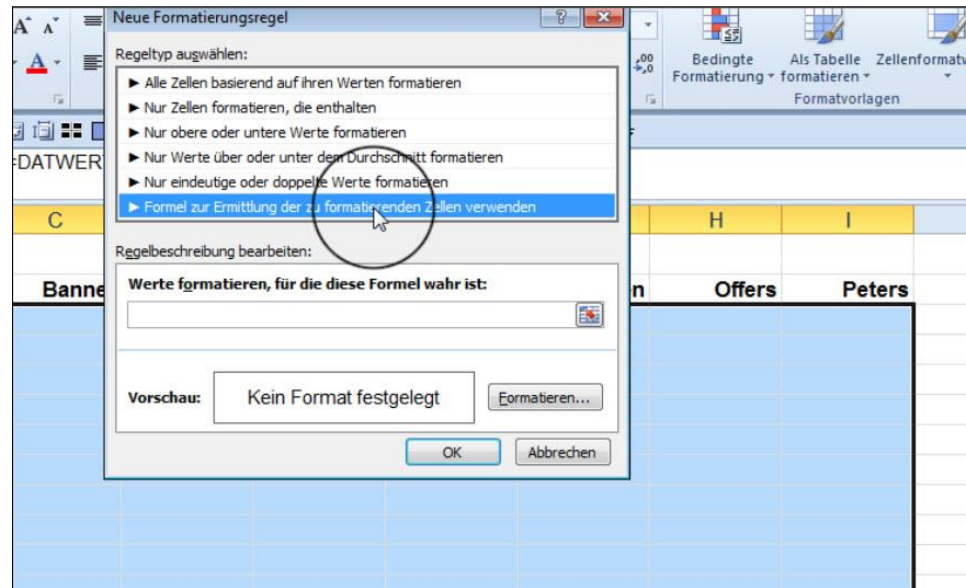 Neue Formatierungsregel
Regeltyp auswählen:
► Alle Zellen basierend auf ihren Werten formatieren
► Nur Zellen formatieren, die enthalten
► Nur obere oder untere Werte formatieren
► Nur Werte über oder unter dem Durchschnitt formatieren
► Nur eindeutige oder doppelte Werte formatieren
► Formel zur Ermittlung der zu formatierenden Zellen verwenden
Regelbeschreibung bearbeiten:
Werte formatieren, für die diese Formel wahr ist:
Vorschau:
Kein Format festgelegt
Formatieren...
OK
Abbrechen
A A
A
,00
,0
Bedingte
Formatierung
Als Tabelle
formatieren
Zellenformatv
Formatvorlagen
=DATWER
C H I
Banne n Offers Peters